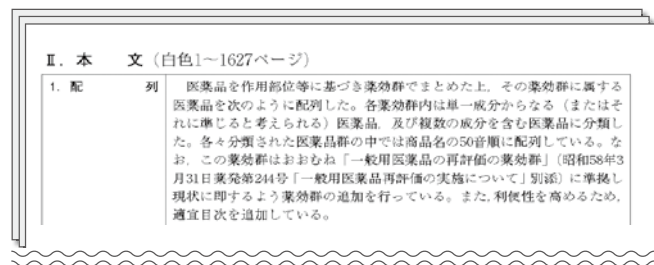 Ⅱ. 本　文（白色1〜1627ページ）
1. 配　列　医薬品を作用部位等に基づき薬効群でまとめた上，その薬効群に属する
医薬品を次のように配列した。各薬効群内は単一成分からなる（またはそ
れに準じると考えられる）医薬品，及び複数の成分を含む医薬品に分類し
た。各々分類された医薬品群の中では商品名の50音順に配列している。な
お，この薬効群はおおむね「一般用医薬品の再評価の薬効群」（昭和58年3
月31日薬発第244号「一般用医薬品再評価の実施について」別添）に準拠し
現状に即するよう薬効群の追加を行っている。また，利便性を高めるため，
適宜目次を追加している。